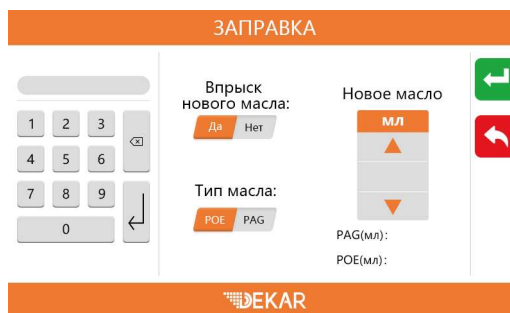 ЗАПРАВКА
1 2 3
4 5 6
7 8 9
0
Впрыск
нового масла:
Да Нет
Тип масла:
POE PAG
Новое масло
мл
PAG(мл):
POE(мл):
DEKAR